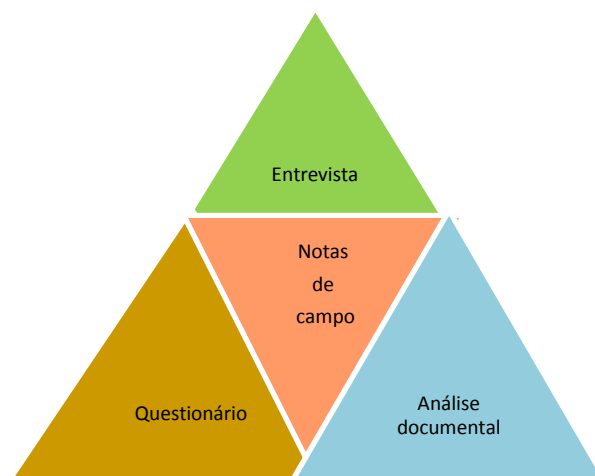 Entrevista
Notas
de
campo
Questionário
Análise
documental